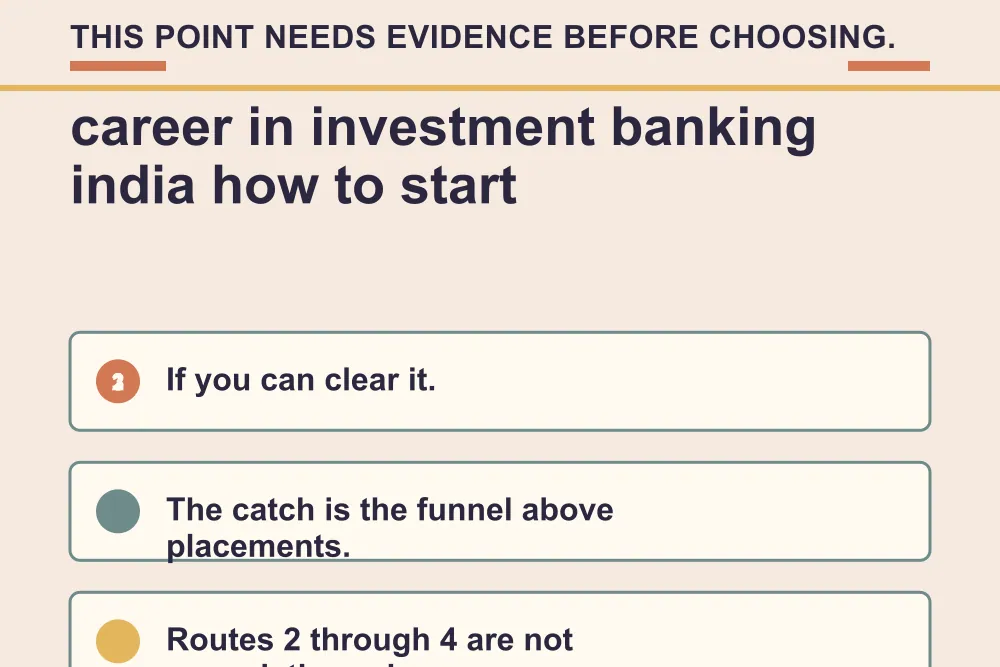 THIS POINT NEEDS EVIDENCE BEFORE CHOOSING.
career in investment banking
india how to start
If you can clear it.
The catch is the funnel above
placements.
Routes 2 through 4 are not